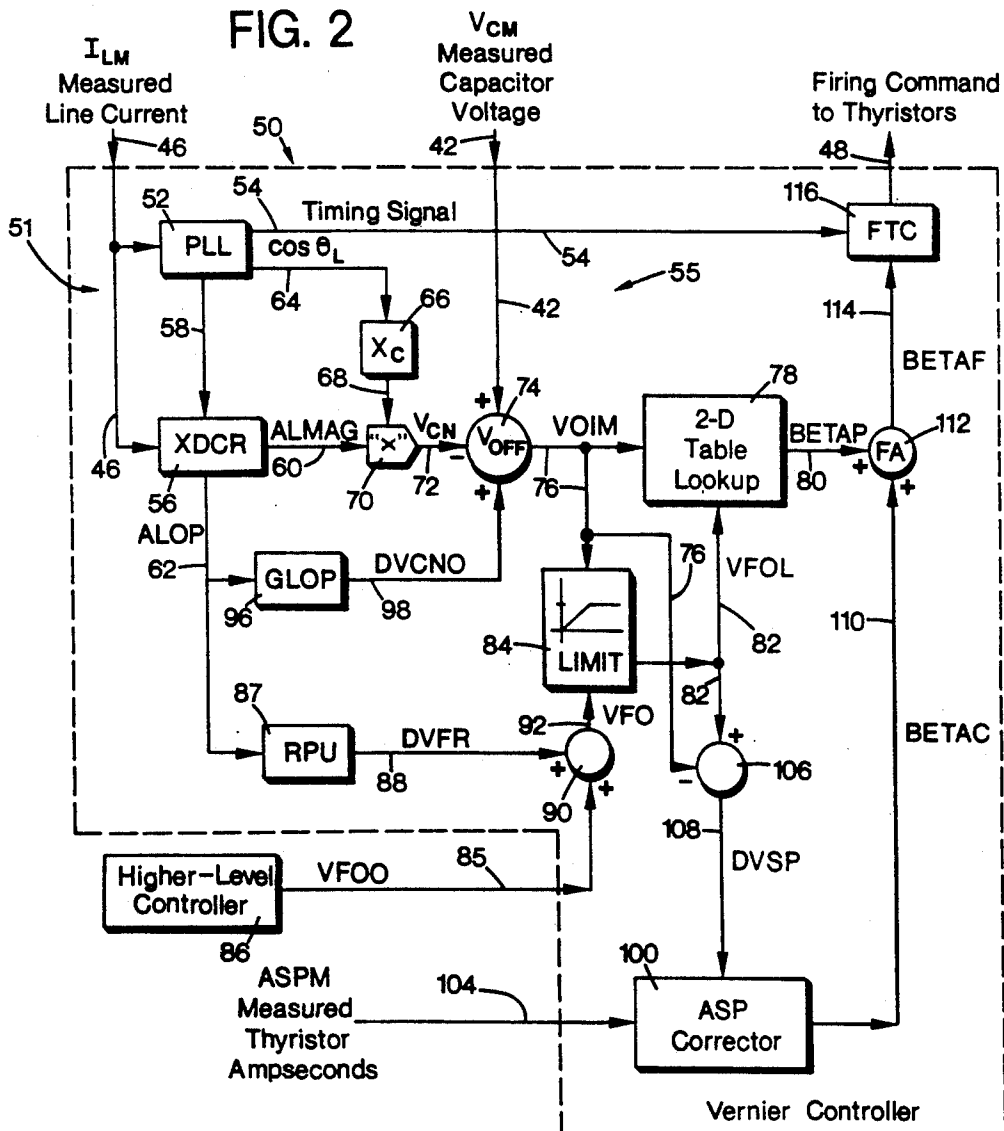 FIG. 2
I_LM
Measured
Line Current
V_CM
Measured
Capacitor
Voltage
Firing Command
to Thyristors
46
50
42
48
52
54
Timing Signal
116
51
PLL
FTC
cos θ_L
64
54
55
42
66
58
114
X_C
BETAF
68
78
74
XDCR
ALMAG
"X"
V_CN
V_OFF
VOIM
2-D
Table
Lookup
BETAP
FA
112
46
60
56
70
72
76
80
+
−
+
+
+
ALOP
62
76
76
VFOL
GLOP
DVCNO
96
98
110
84
LIMIT
82
82
87
92
VFO
BETAC
RPU
DVFR
88
+
+
90
+
−
106
108
DVSP
Higher-Level
Controller
VFOO
85
86
ASPM
Measured
Thyristor
Ampseconds
104
100
ASP
Corrector
Vernier Controller